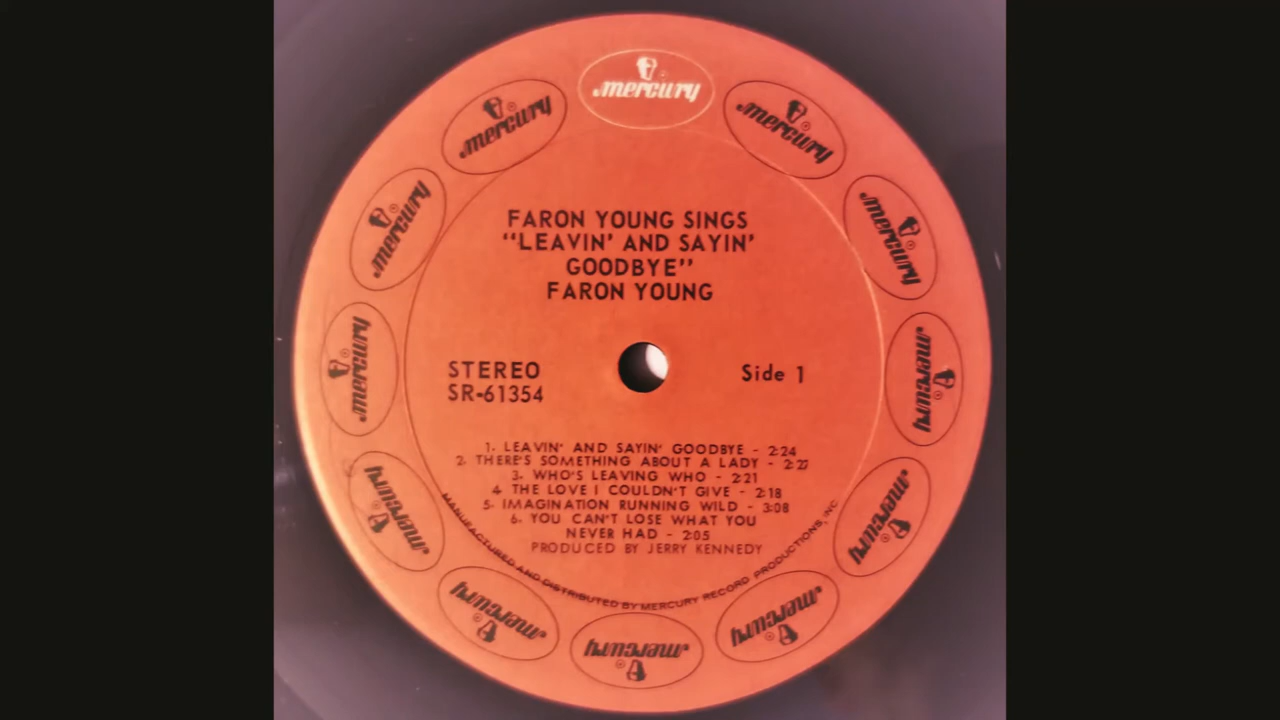 mercury
mercury
mercury
mercury
mercury
mercury
mercury
mercury
mercury
mercury
mercury
mercury
FARON YOUNG SINGS
“LEAVIN’ AND SAYIN’
GOODBYE”
FARON YOUNG
STEREO
SR-61354
Side 1
1. LEAVIN' AND SAYIN' GOODBYE - 2:24
2. THERE'S SOMETHING ABOUT A LADY - 2:27
3. WHO'S LEAVING WHO - 2:21
4. THE LOVE I COULDN'T GIVE - 2:18
5. IMAGINATION RUNNING WILD - 3:08
6. YOU CAN'T LOSE WHAT YOU
NEVER HAD - 2:05
PRODUCED BY JERRY KENNEDY
MANUFACTURED AND DISTRIBUTED BY MERCURY RECORD PRODUCTIONS, INC